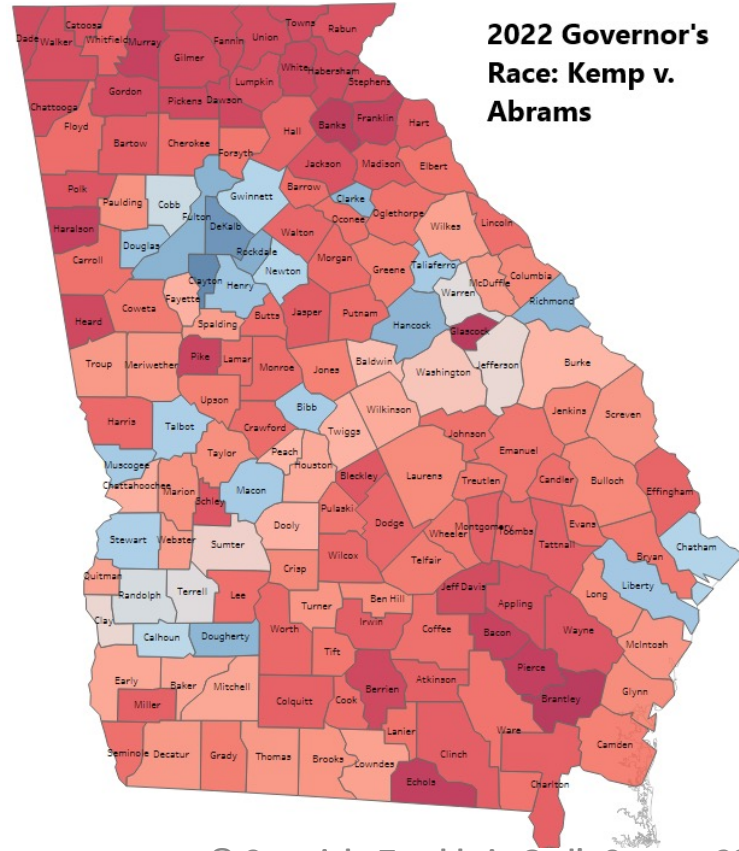 2022 Governor's
Race: Kemp v.
Abrams
Dade
Catoosa
Walker
Whitfield
Murray
Fannin
Union
Towns
Rabun
Gilmer
White
Habersham
Lumpkin
Stephens
Chattooga
Gordon
Pickens
Dawson
Banks
Franklin
Hart
Floyd
Bartow
Cherokee
Forsyth
Hall
Jackson
Madison
Elbert
Polk
Paulding
Cobb
Gwinnett
Barrow
Clarke
Oconee
Oglethorpe
Wilkes
Lincoln
Haralson
Douglas
Fulton
DeKalb
Walton
Rockdale
Morgan
Greene
Taliaferro
McDuffie
Columbia
Carroll
Clayton
Newton
Henry
Fayette
Warren
Richmond
Heard
Coweta
Spalding
Butts
Jasper
Putnam
Hancock
Glascock
Troup
Meriwether
Pike
Lamar
Monroe
Jones
Baldwin
Washington
Jefferson
Burke
Upson
Bibb
Wilkinson
Jenkins
Screven
Harris
Talbot
Crawford
Twiggs
Johnson
Emanuel
Taylor
Peach
Houston
Muscogee
Chattahoochee
Marion
Schley
Macon
Bleckley
Laurens
Treutlen
Candler
Bulloch
Effingham
Stewart
Webster
Sumter
Dooly
Pulaski
Dodge
Wheeler
Montgomery
Toombs
Tattnall
Evans
Bryan
Chatham
Quitman
Randolph
Terrell
Lee
Crisp
Wilcox
Telfair
Jeff Davis
Appling
Long
Liberty
Clay
Calhoun
Dougherty
Worth
Turner
Ben Hill
Irwin
Coffee
Bacon
Wayne
McIntosh
Tift
Early
Baker
Mitchell
Miller
Colquitt
Cook
Berrien
Atkinson
Pierce
Brantley
Glynn
Seminole
Decatur
Grady
Thomas
Brooks
Lowndes
Lanier
Clinch
Ware
Echols
Charlton
Camden